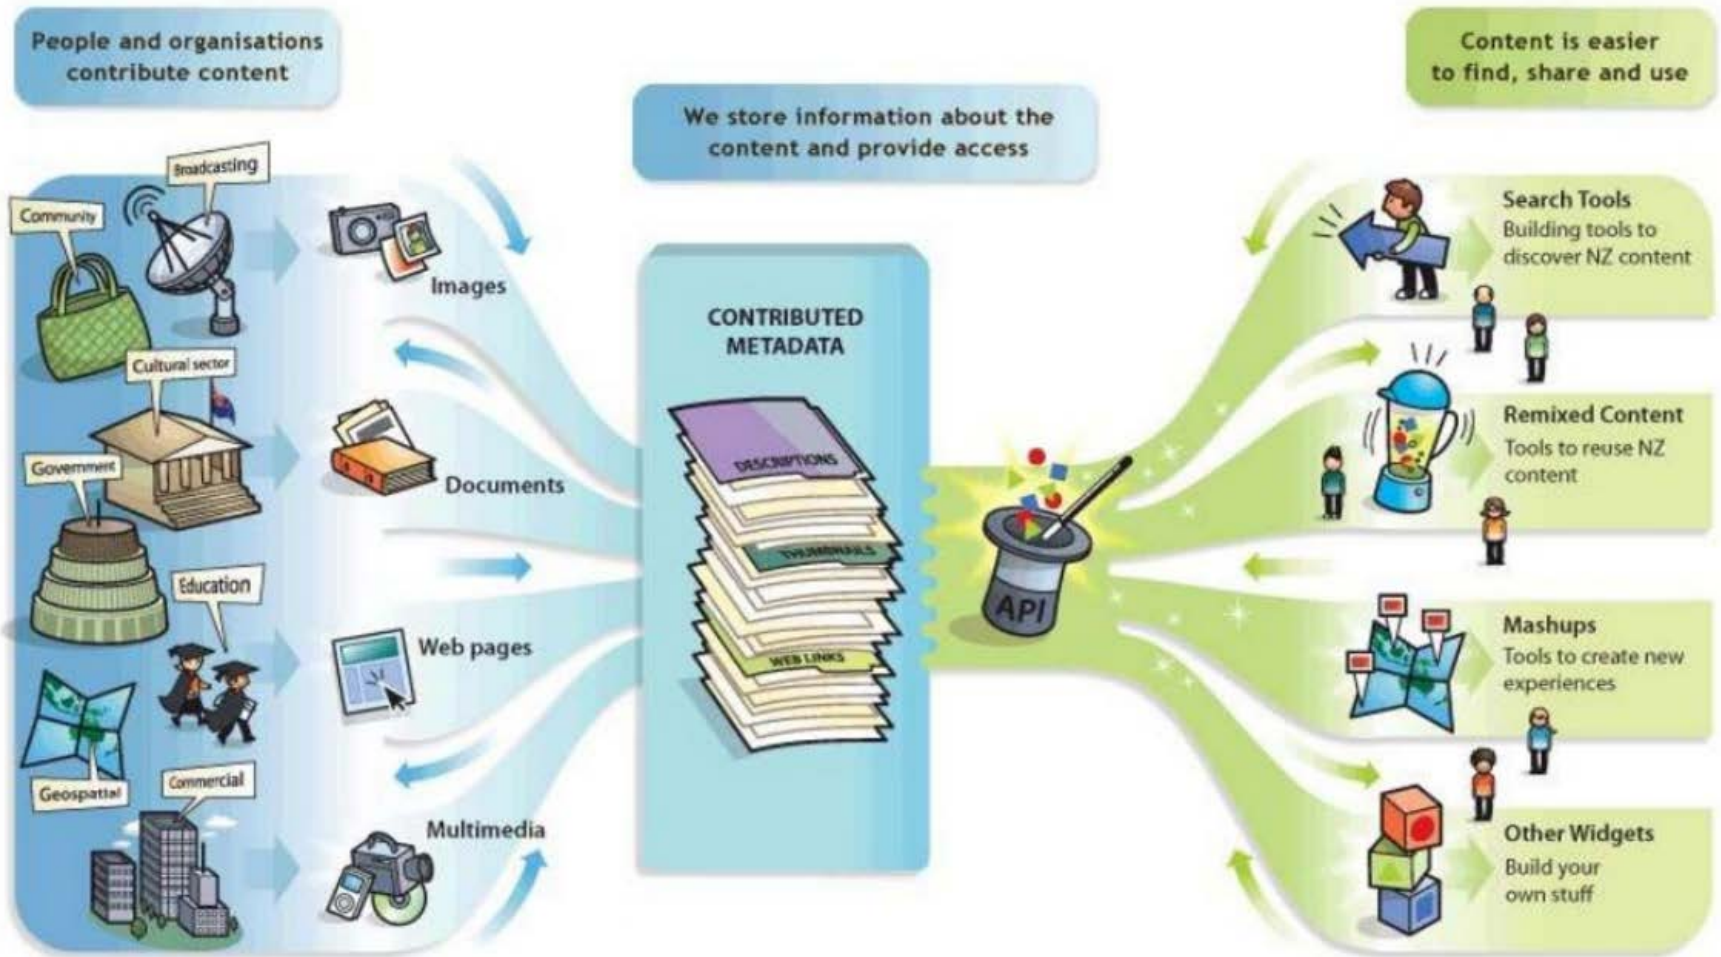 People and organisations
contribute content
We store information about the
content and provide access
Content is easier
to find, share and use
Broadcasting
Community
Cultural sector
Government
Education
Geospatial
Commercial
Images
Documents
Web pages
Multimedia
CONTRIBUTED
METADATA
DESCRIPTIONS
THUMBNAILS
WEB LINKS
API
Search Tools
Building tools to
discover NZ content
Remixed Content
Tools to reuse NZ
content
Mashups
Tools to create new
experiences
Other Widgets
Build your
own stuff